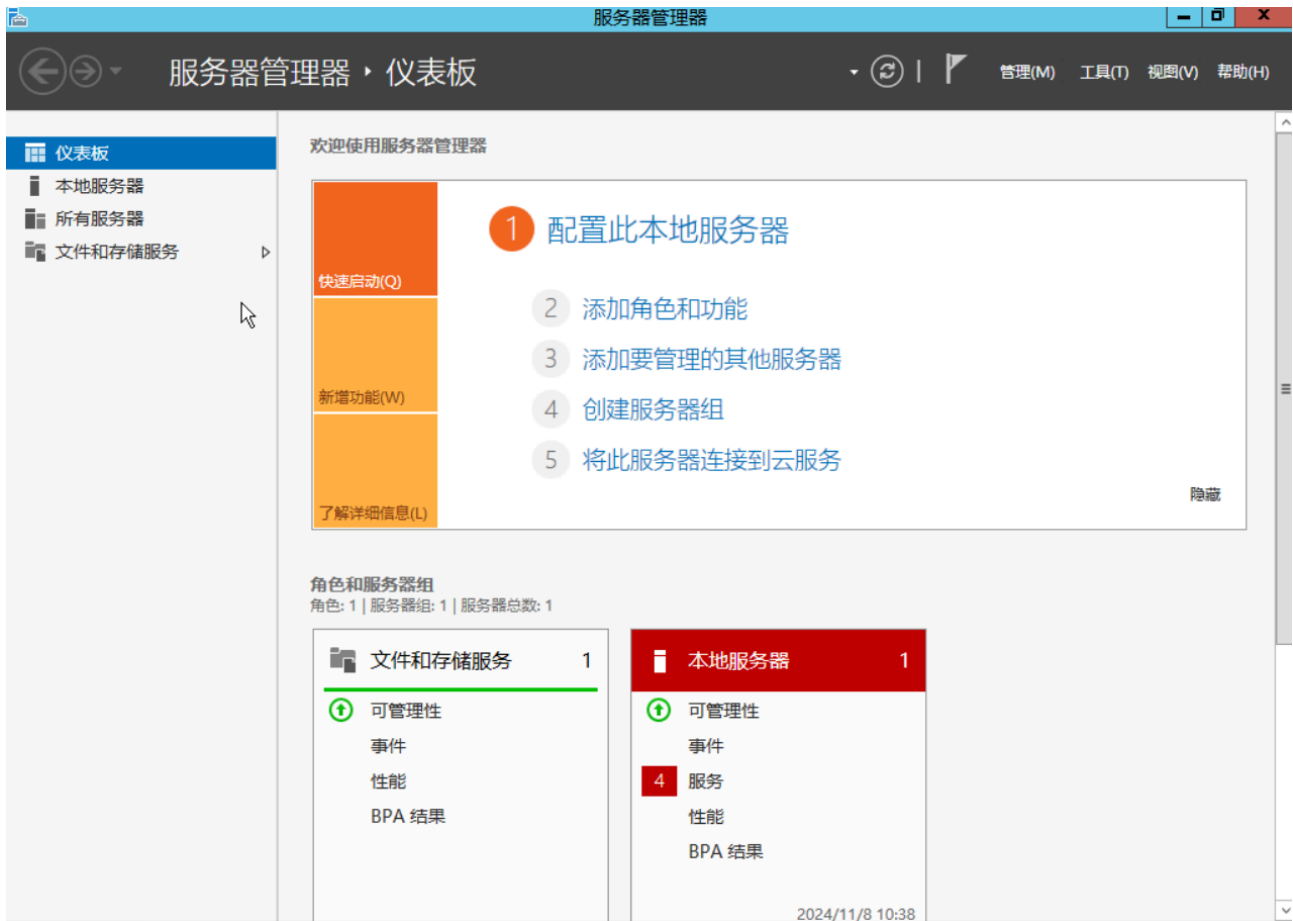 服务器管理器
服务器管理器 · 仪表板
管理(M) 工具(T) 视图(V) 帮助(H)
仪表板
本地服务器
所有服务器
文件和存储服务
欢迎使用服务器管理器
快速启动(Q)
新增功能(W)
了解详细信息(L)
1 配置此本地服务器
2 添加角色和功能
3 添加要管理的其他服务器
4 创建服务器组
5 将此服务器连接到云服务
隐藏
角色和服务器组
角色: 1 | 服务器组: 1 | 服务器总数: 1
文件和存储服务 1
可管理性
事件
性能
BPA 结果
本地服务器 1
可管理性
事件
4 服务
性能
BPA 结果
2024/11/8 10:38